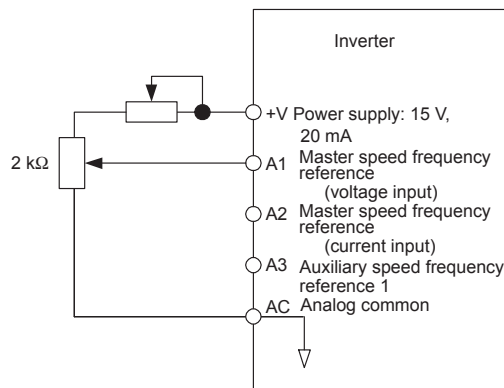 Inverter
+V Power supply: 15 V,
20 mA
2 kΩ
A1 Master speed frequency
reference
(voltage input)
A2 Master speed frequency
reference
(current input)
A3 Auxiliary speed frequency
reference 1
AC Analog common